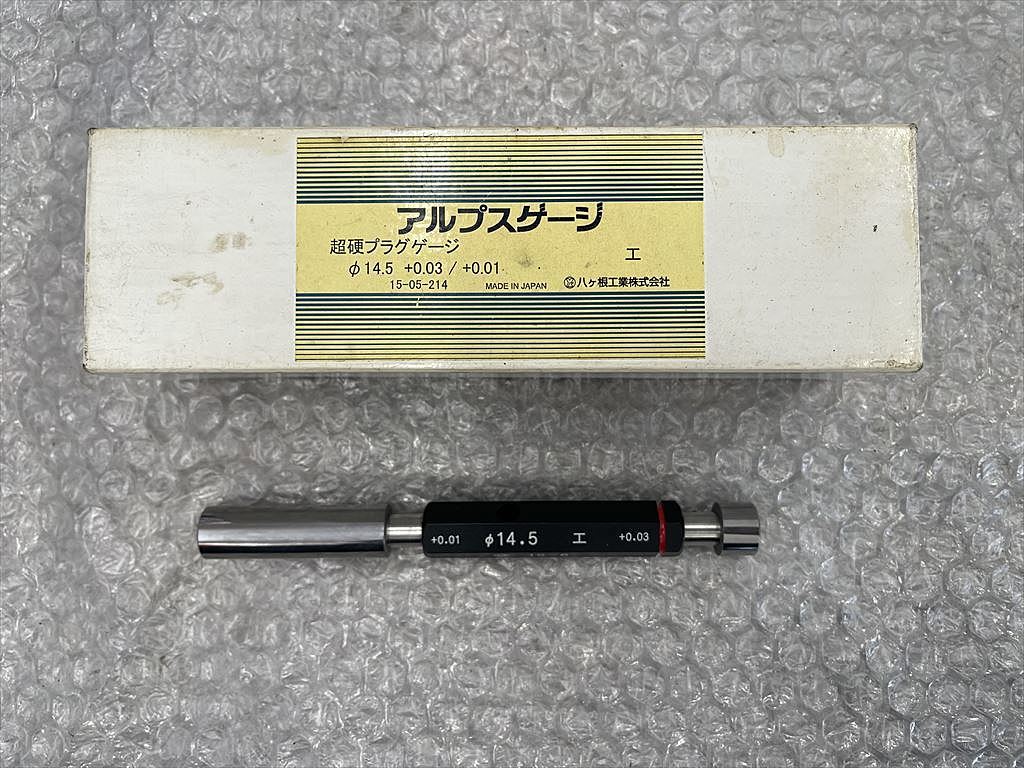 アルプスゲージ
超硬プラグゲージ 工
φ14.5 +0.03 / +0.01
15-05-214 MADE IN JAPAN 八ヶ根工業株式会社
+0.01 φ14.5 工 +0.03